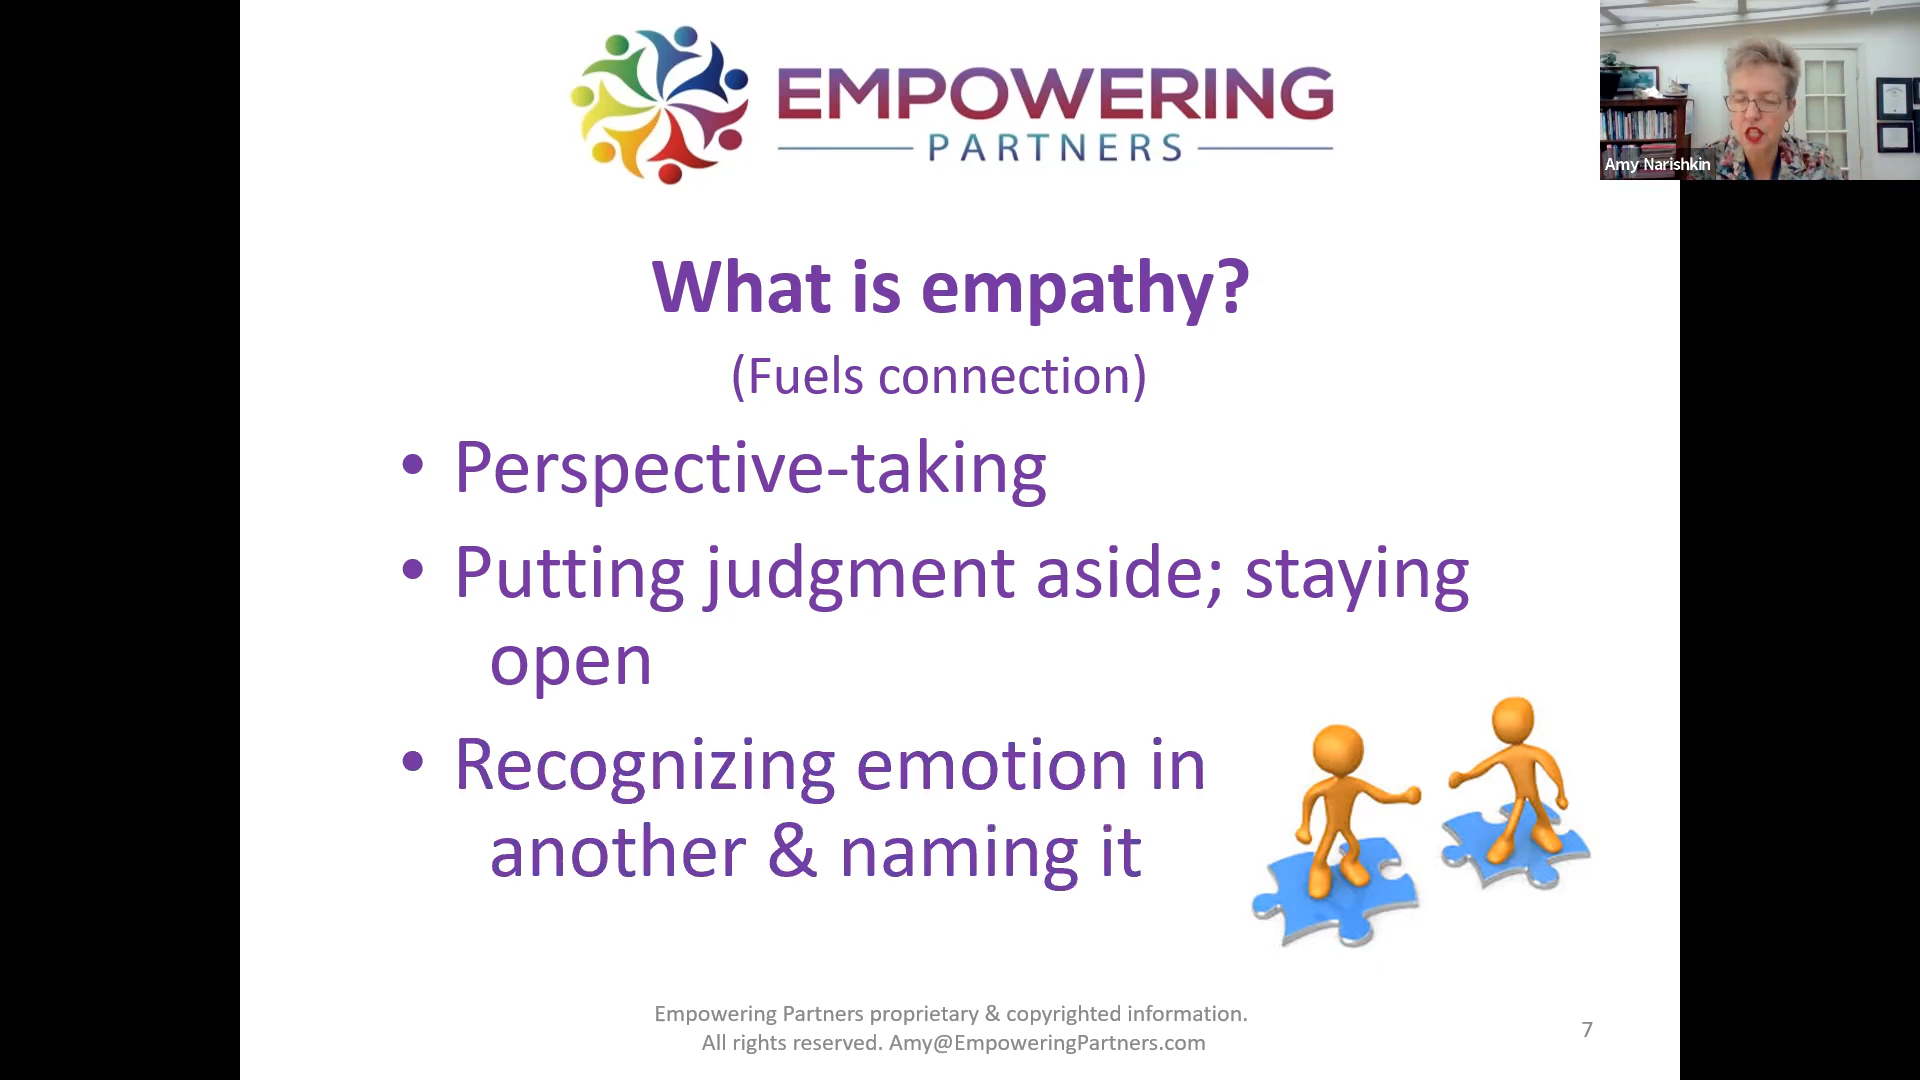 EMPOWERING
PARTNERS
Amy Narishkin
What is empathy?
(Fuels connection)
• Perspective-taking
• Putting judgment aside; staying
open
• Recognizing emotion in
another & naming it
Empowering Partners proprietary & copyrighted information.
All rights reserved. Amy@EmpoweringPartners.com
7